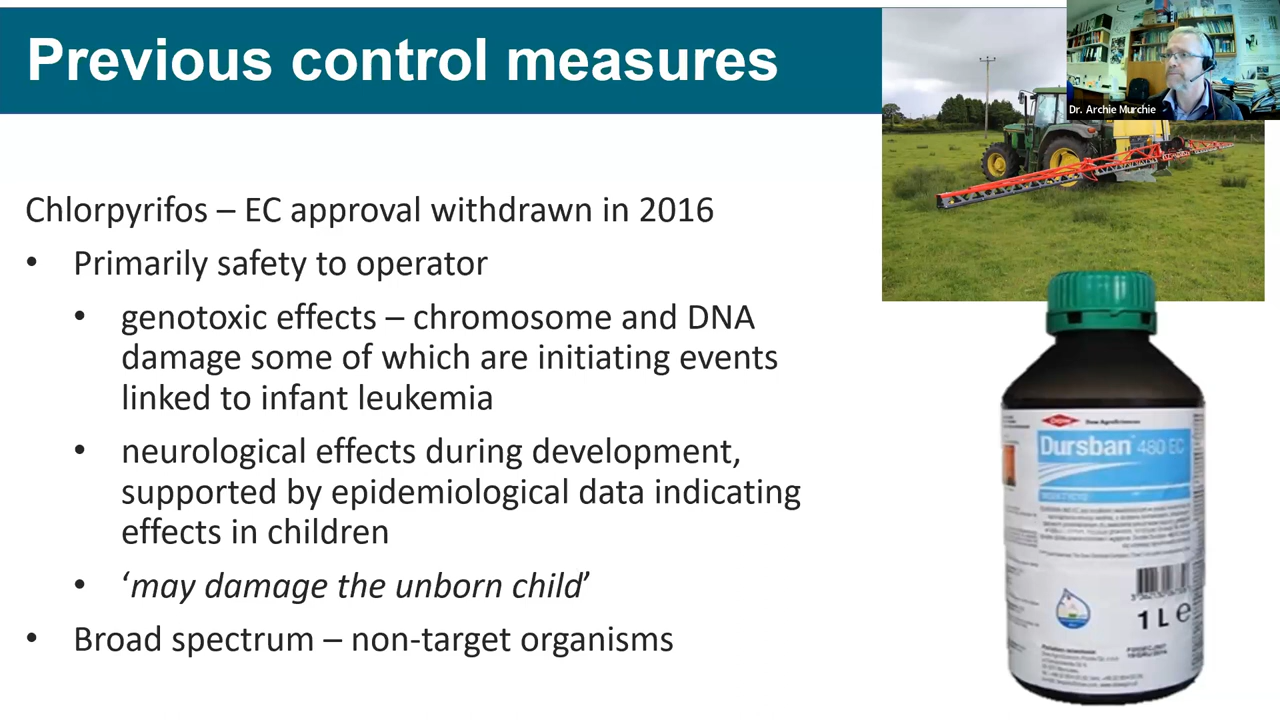 Previous control measures
Dr. Archie Murchie
Chlorpyrifos – EC approval withdrawn in 2016
• Primarily safety to operator
• genotoxic effects – chromosome and DNA
damage some of which are initiating events
linked to infant leukemia
• neurological effects during development,
supported by epidemiological data indicating
effects in children
• ‘may damage the unborn child’
• Broad spectrum – non-target organisms
Dow AgroSciences
Dursban 480 EC
1 L e